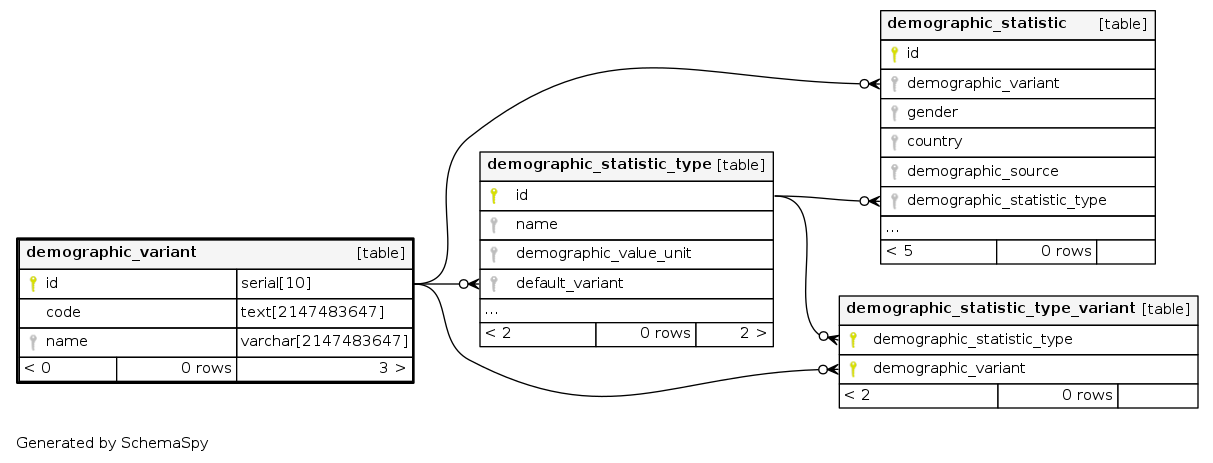 demographic_statistic [table]
id
demographic_variant
gender
country
demographic_source
demographic_statistic_type
...
< 5 0 rows
demographic_statistic_type [table]
id
name
demographic_value_unit
default_variant
...
< 2 0 rows 2 >
demographic_variant [table]
id serial[10]
code text[2147483647]
name varchar[2147483647]
< 0 0 rows 3 >
demographic_statistic_type_variant [table]
demographic_statistic_type
demographic_variant
< 2 0 rows
Generated by SchemaSpy